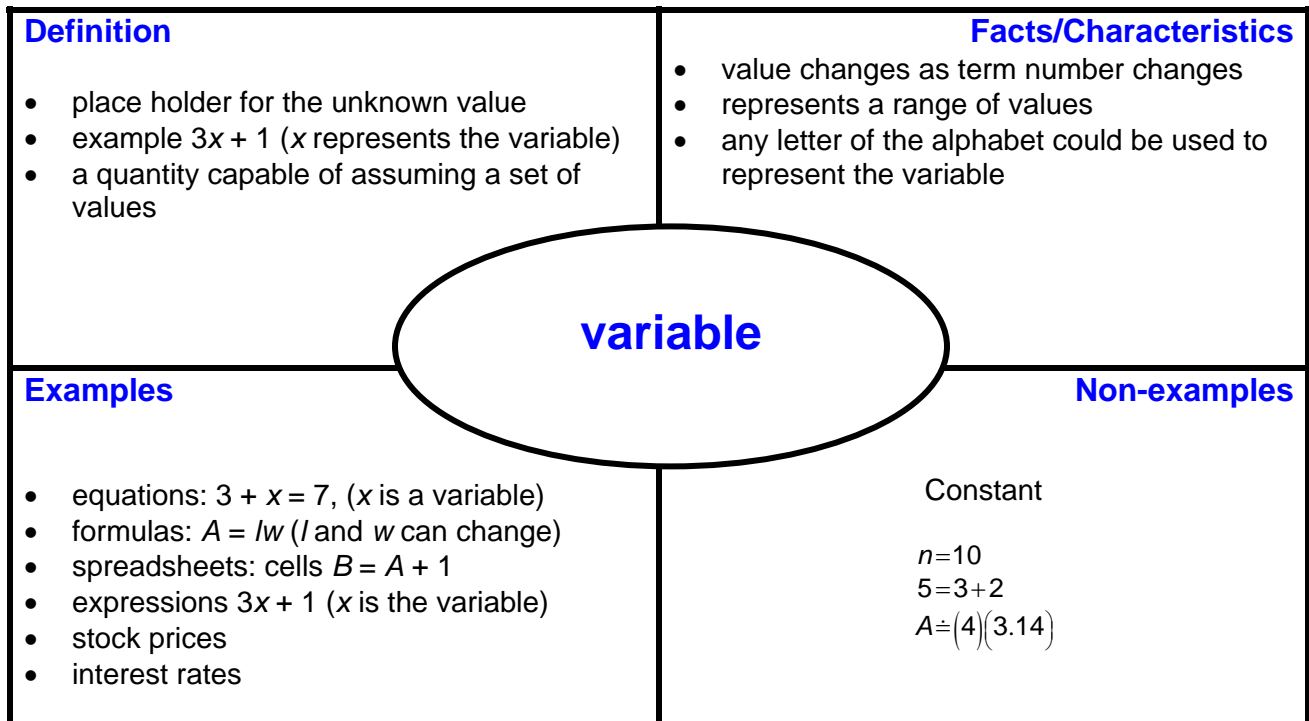 Definition
• place holder for the unknown value
• example 3x + 1 (x represents the variable)
• a quantity capable of assuming a set of
values
Facts/Characteristics
• value changes as term number changes
• represents a range of values
• any letter of the alphabet could be used to
represent the variable
variable
Examples
• equations: 3 + x = 7, (x is a variable)
• formulas: A = lw (l and w can change)
• spreadsheets: cells B = A + 1
• expressions 3x + 1 (x is the variable)
• stock prices
• interest rates
Non-examples
Constant
n=10
5=3+2
A≐(4)(3.14)